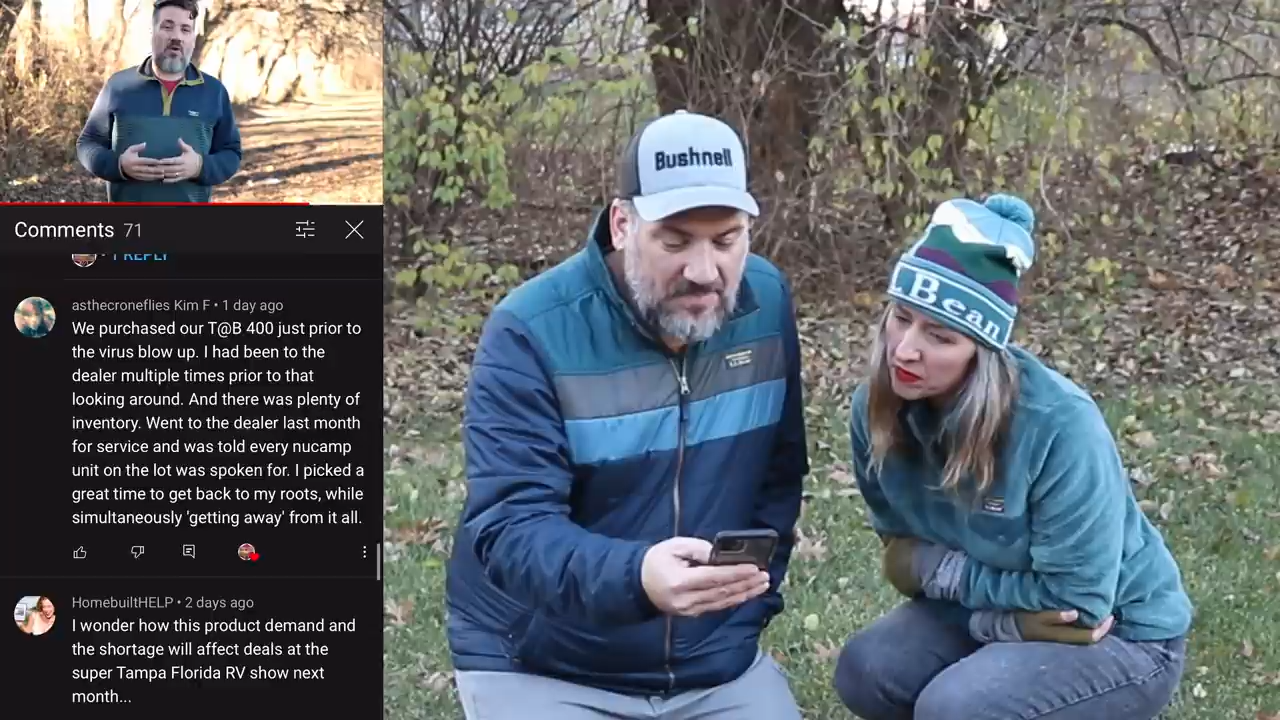 Comments 71
1 REPLY
asthecroneflies Kim F • 1 day ago
We purchased our T@B 400 just prior to
the virus blow up. I had been to the
dealer multiple times prior to that
looking around. And there was plenty of
inventory. Went to the dealer last month
for service and was told every nucamp
unit on the lot was spoken for. I picked a
great time to get back to my roots, while
simultaneously 'getting away' from it all.
HomebuiltHELP • 2 days ago
I wonder how this product demand and
the shortage will affect deals at the
super Tampa Florida RV show next
month...
Bushnell
L.Bean